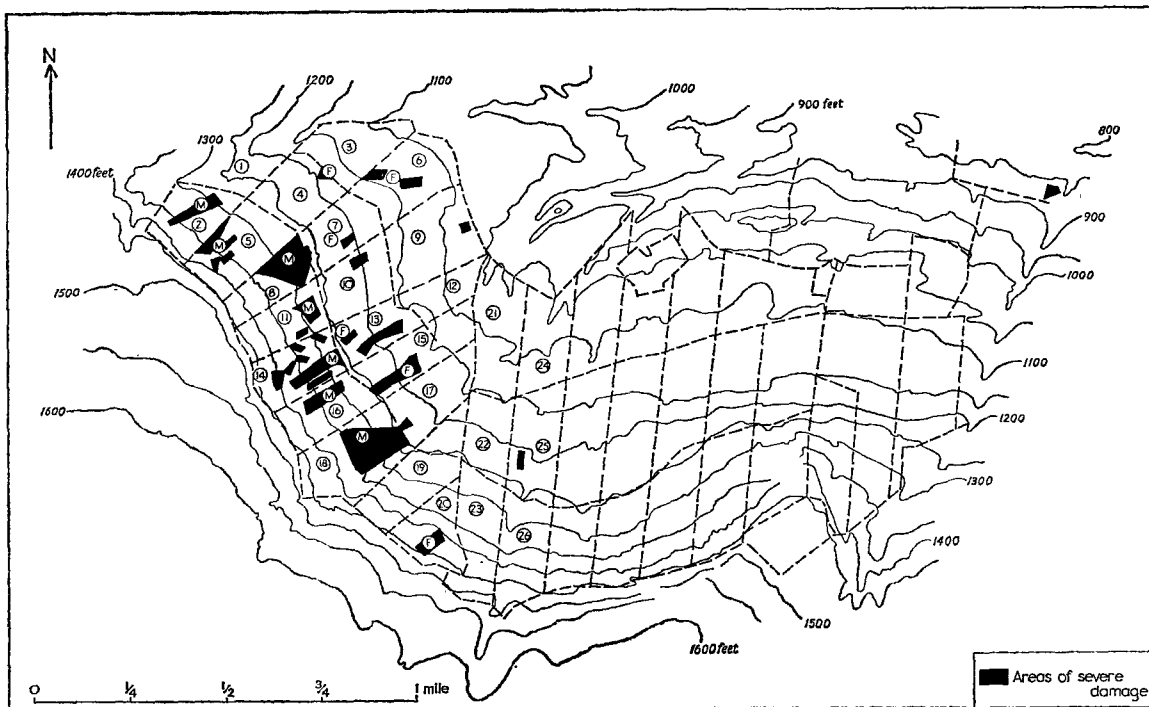 N
1200
1100
1000
900 feet
800
1300
1400 feet
900
1000
1500
1100
1600
1200
1300
1400
1500
1600 feet
1
3
6
F
F
4
M
2
5
M
7
F
9
M
8
10
12
21
M
11
13
F
15
24
M
14
F
17
M
16
M
22
25
18
19
20
23
26
F
0
1/4
1/2
3/4
1 mile
Areas of severe
damage